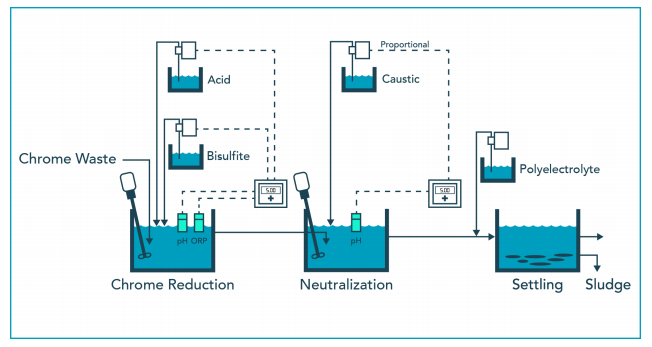 Proportional
Acid
Caustic
Bisulfite
Chrome Waste
Polyelectrolyte
5.00
5.00
pH ORP
pH
Chrome Reduction
Neutralization
Settling
Sludge